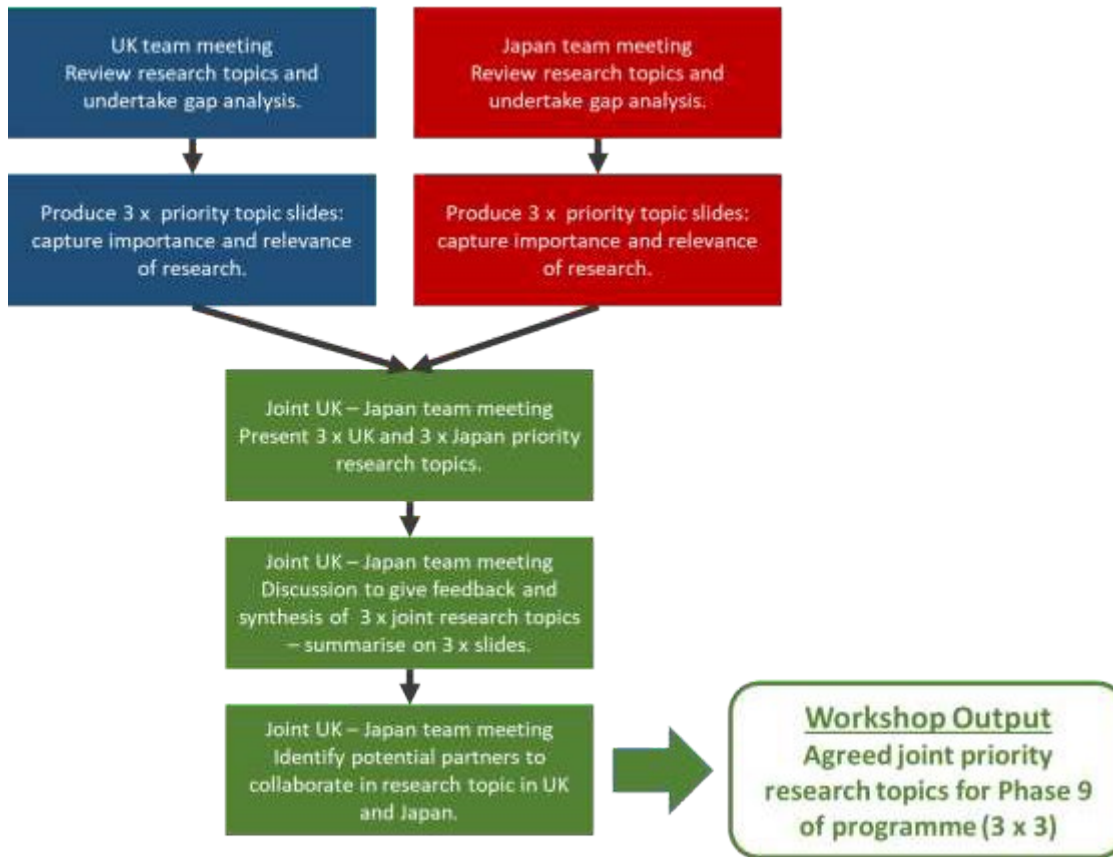 UK team meeting
Review research topics and
undertake gap analysis.
Japan team meeting
Review research topics and
undertake gap analysis.
Produce 3 x  priority topic slides:
capture importance and relevance
of research.
Produce 3 x  priority topic slides:
capture importance and relevance
of research.
Joint UK – Japan team meeting
Present 3 x UK and 3 x Japan priority
research topics.
Joint UK – Japan team meeting
Discussion to give feedback and
synthesis of  3 x joint research topics
– summarise on 3 x slides.
Joint UK – Japan team meeting
Identify potential partners to
collaborate in research topic in UK
and Japan.
Workshop Output
Agreed joint priority
research topics for Phase 9
of programme (3 x 3)